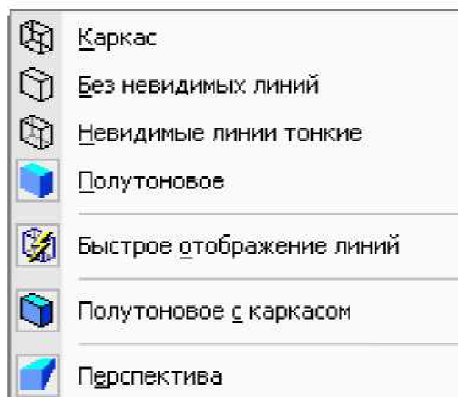 Каркас
Без невидимых линий
Невидимые линии тонкие
Полутоновое
Быстрое отображение линий
Полутоновое с каркасом
Перспектива